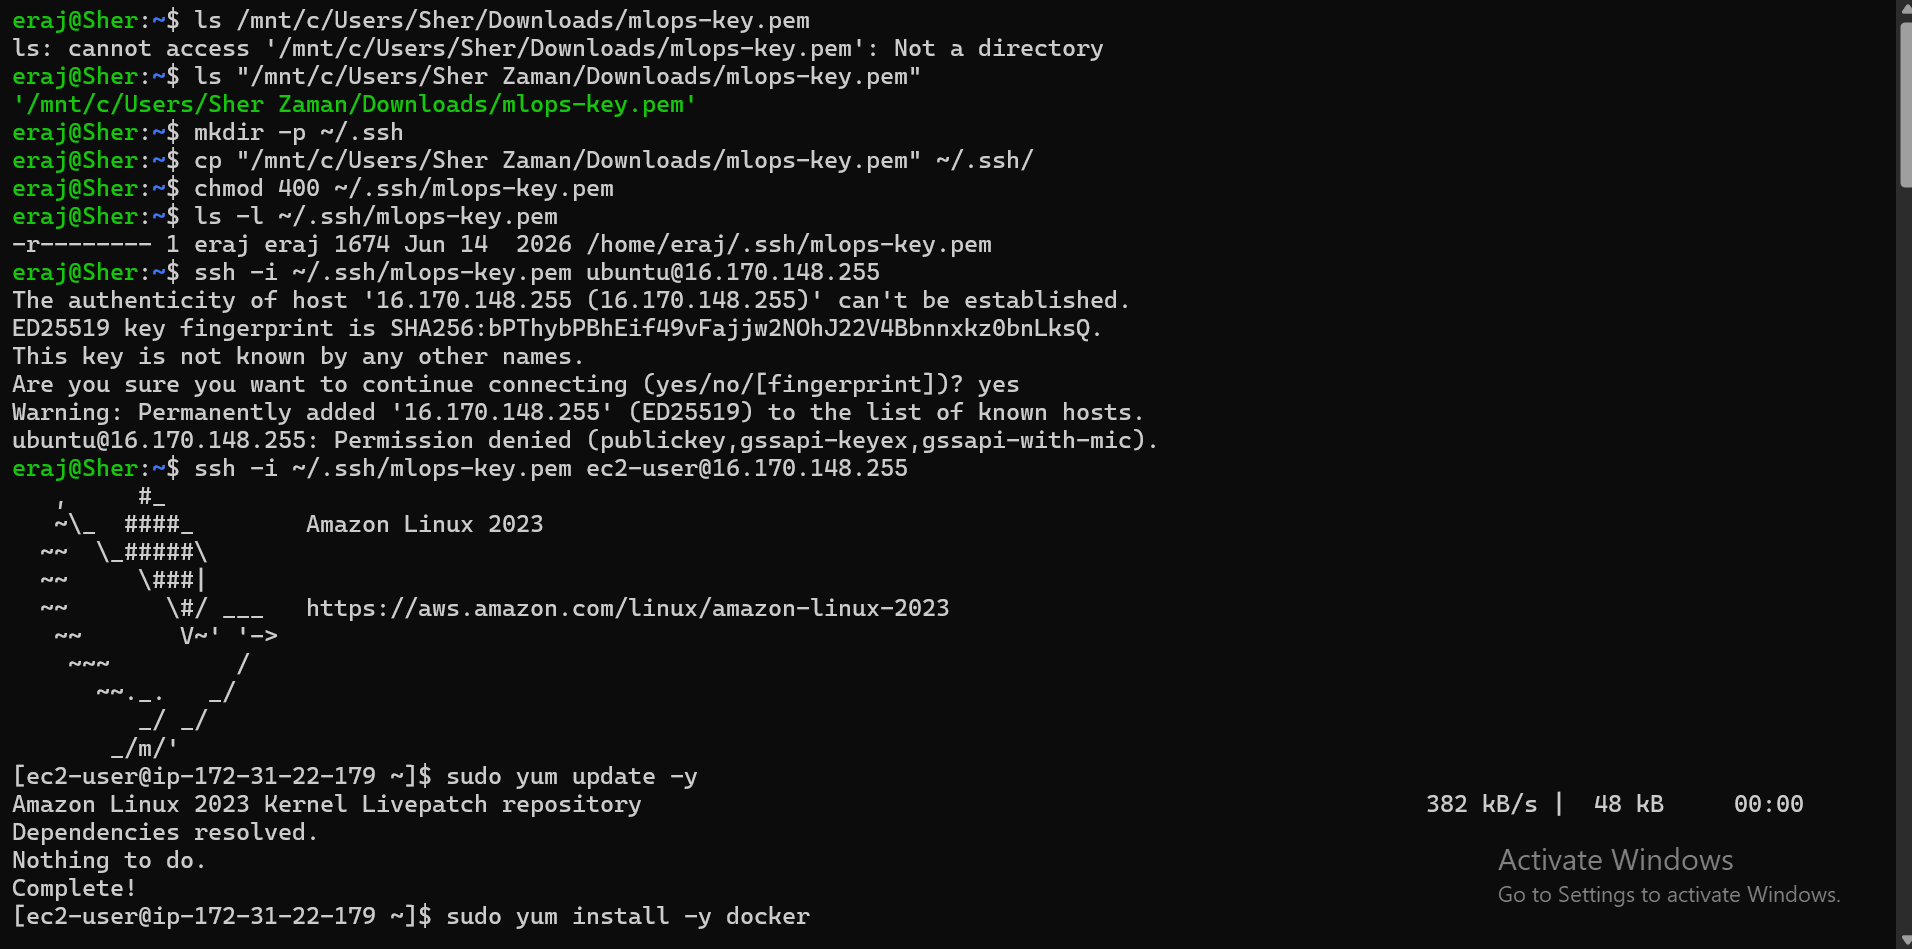 eraj@Sher:~$ ls /mnt/c/Users/Sher/Downloads/mlops-key.pem
ls: cannot access '/mnt/c/Users/Sher/Downloads/mlops-key.pem': Not a directory
eraj@Sher:~$ ls "/mnt/c/Users/Sher Zaman/Downloads/mlops-key.pem"
'/mnt/c/Users/Sher Zaman/Downloads/mlops-key.pem'
eraj@Sher:~$ mkdir -p ~/.ssh
eraj@Sher:~$ cp "/mnt/c/Users/Sher Zaman/Downloads/mlops-key.pem" ~/.ssh/
eraj@Sher:~$ chmod 400 ~/.ssh/mlops-key.pem
eraj@Sher:~$ ls -l ~/.ssh/mlops-key.pem
-r-------- 1 eraj eraj 1674 Jun 14  2026 /home/eraj/.ssh/mlops-key.pem
eraj@Sher:~$ ssh -i ~/.ssh/mlops-key.pem ubuntu@16.170.148.255
The authenticity of host '16.170.148.255 (16.170.148.255)' can't be established.
ED25519 key fingerprint is SHA256:bPThybPBhEif49vFajjw2NOhJ22V4Bbnnxkz0bnLksQ.
This key is not known by any other names.
Are you sure you want to continue connecting (yes/no/[fingerprint])? yes
Warning: Permanently added '16.170.148.255' (ED25519) to the list of known hosts.
ubuntu@16.170.148.255: Permission denied (publickey,gssapi-keyex,gssapi-with-mic).
eraj@Sher:~$ ssh -i ~/.ssh/mlops-key.pem ec2-user@16.170.148.255
   ,     #_
   ~\_  ####_        Amazon Linux 2023
  ~~  \_#####\
  ~~     \###|
  ~~       \#/ ___   https://aws.amazon.com/linux/amazon-linux-2023
   ~~       V~' '->
    ~~~         /
      ~~._.   _/
         _/ _/
       _/m/'
[ec2-user@ip-172-31-22-179 ~]$ sudo yum update -y
Amazon Linux 2023 Kernel Livepatch repository 382 kB/s |  48 kB     00:00
Dependencies resolved.
Nothing to do.
Complete!
[ec2-user@ip-172-31-22-179 ~]$ sudo yum install -y docker
Activate Windows
Go to Settings to activate Windows.